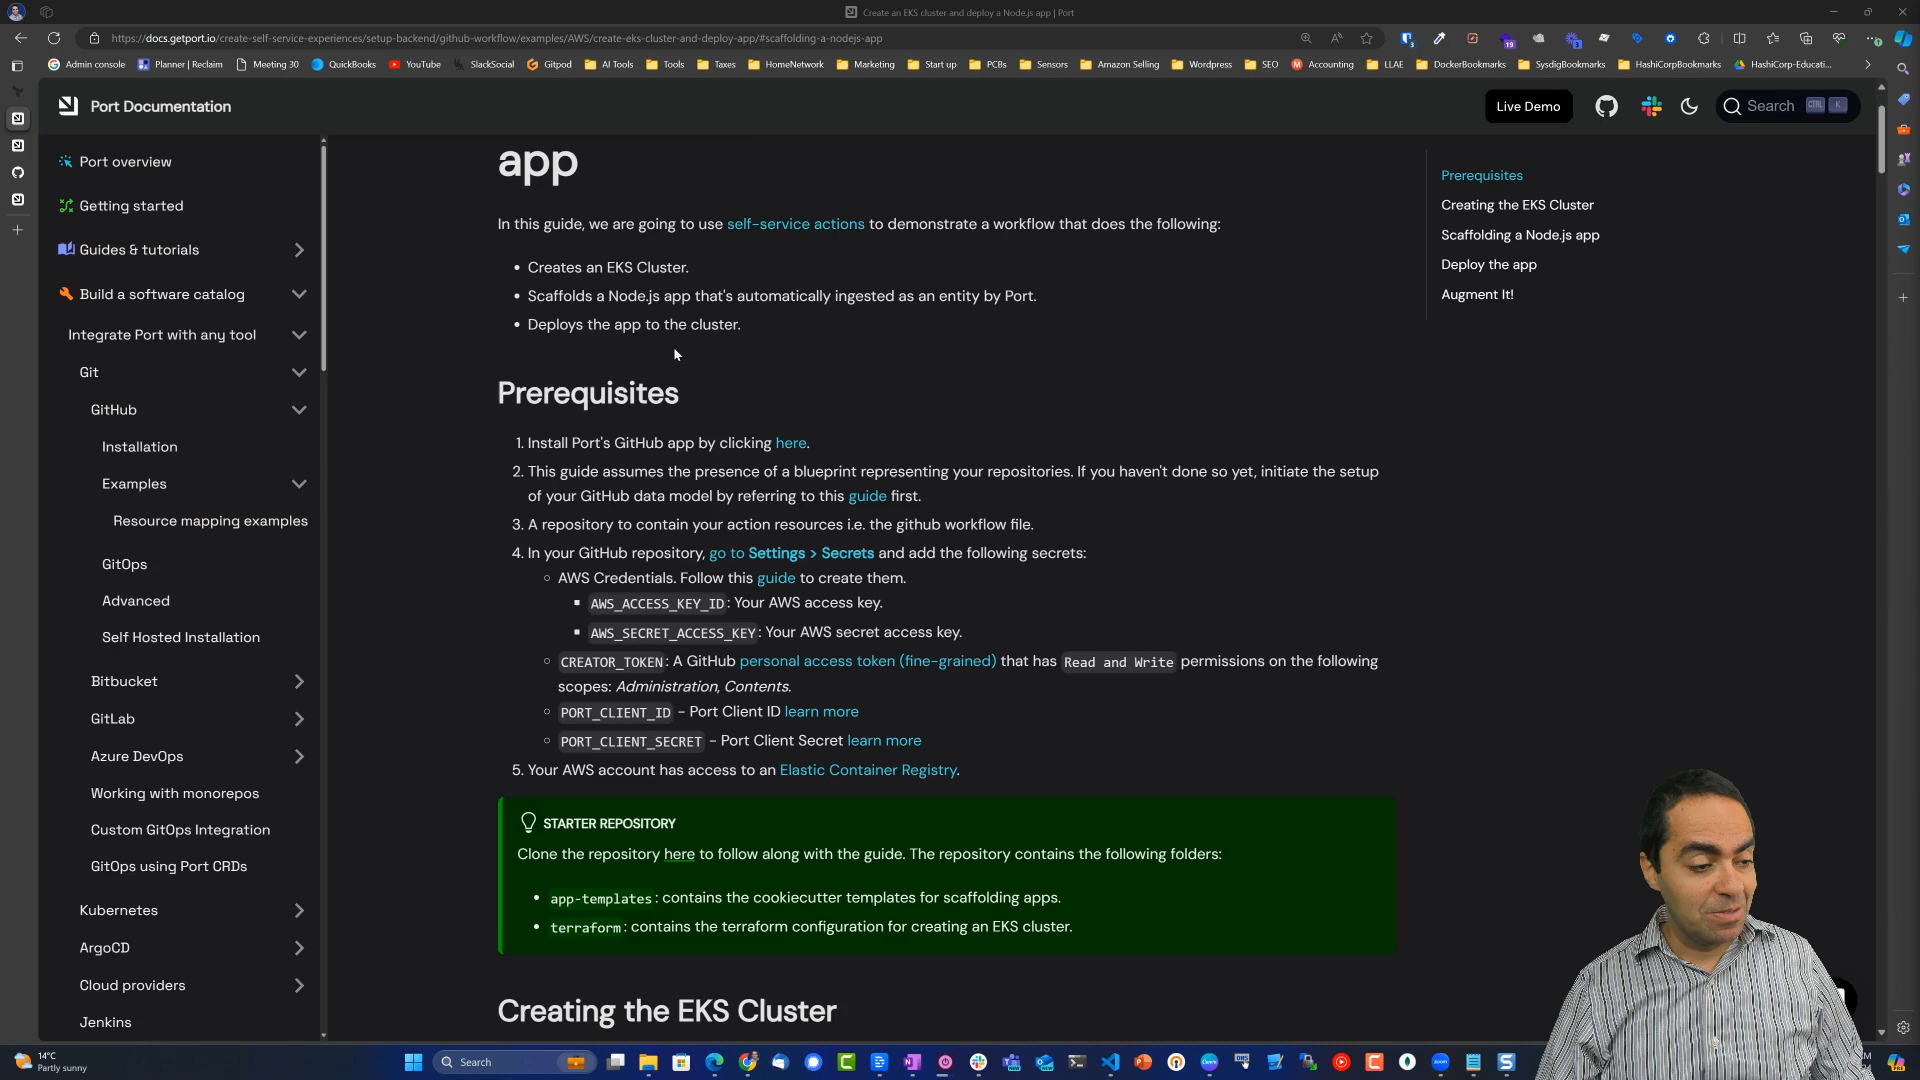 Create an EKS cluster and deploy a Node.js app | Port
https://docs.getport.io/create-self-service-experiences/setup-backend/github-workflow/examples/AWS/create-eks-cluster-and-deploy-app/#scaffolding-a-nodejs-app
Admin console
Planner | Reclaim
Meeting 30
QuickBooks
YouTube
SlackSocial
Gitpod
AI Tools
Tools
Taxes
HomeNetwork
Marketing
Start up
PCBs
Sensors
Amazon Selling
Wordpress
SEO
Accounting
LLAE
DockerBookmarks
SysdigBookmarks
HashiCorpBookmarks
HashiCorp-Educati...
Port Documentation
Live Demo
Search CTRL K
Port overview
Getting started
Guides & tutorials
Build a software catalog
Integrate Port with any tool
Git
GitHub
Installation
Examples
Resource mapping examples
GitOps
Advanced
Self Hosted Installation
Bitbucket
GitLab
Azure DevOps
Working with monorepos
Custom GitOps Integration
GitOps using Port CRDs
Kubernetes
ArgoCD
Cloud providers
Jenkins
app
In this guide, we are going to use self-service actions to demonstrate a workflow that does the following:
• Creates an EKS Cluster.
• Scaffolds a Node.js app that's automatically ingested as an entity by Port.
• Deploys the app to the cluster.
Prerequisites
1. Install Port's GitHub app by clicking here.
2. This guide assumes the presence of a blueprint representing your repositories. If you haven't done so yet, initiate the setup
of your GitHub data model by referring to this guide first.
3. A repository to contain your action resources i.e. the github workflow file.
4. In your GitHub repository, go to Settings > Secrets and add the following secrets:
AWS Credentials. Follow this guide to create them.
AWS_ACCESS_KEY_ID: Your AWS access key.
AWS_SECRET_ACCESS_KEY: Your AWS secret access key.
CREATOR_TOKEN: A GitHub personal access token (fine-grained) that has Read and Write permissions on the following
scopes: Administration, Contents.
PORT_CLIENT_ID - Port Client ID learn more
PORT_CLIENT_SECRET - Port Client Secret learn more
5. Your AWS account has access to an Elastic Container Registry.
STARTER REPOSITORY
Clone the repository here to follow along with the guide. The repository contains the following folders:
• app-templates: contains the cookiecutter templates for scaffolding apps.
• terraform: contains the terraform configuration for creating an EKS cluster.
Creating the EKS Cluster
Prerequisites
Creating the EKS Cluster
Scaffolding a Node.js app
Deploy the app
Augment It!
14°C
Partly sunny
Search